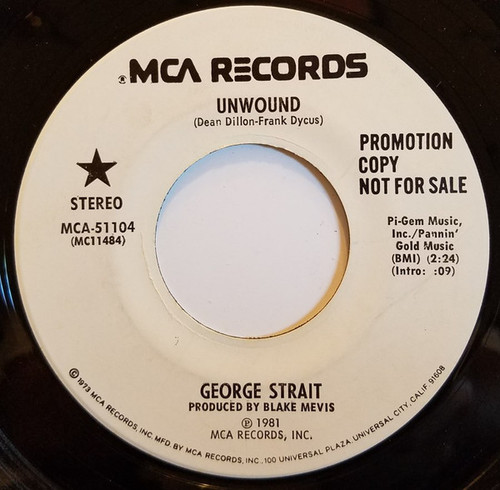 MCA RECORDS
UNWOUND
(Dean Dillon-Frank Dycus)
PROMOTION
COPY
NOT FOR SALE
STEREO
MCA-51104
(MC11484)
Pi-Gem Music,
Inc./Pannin'
Gold Music
(BMI) (2:24)
(Intro: :09)
GEORGE STRAIT
PRODUCED BY BLAKE MEVIS
℗ 1981
MCA RECORDS, INC.
© 1973 MCA RECORDS, INC. MFD. BY MCA RECORDS, INC., 100 UNIVERSAL PLAZA, UNIVERSAL CITY, CALIF. 91608